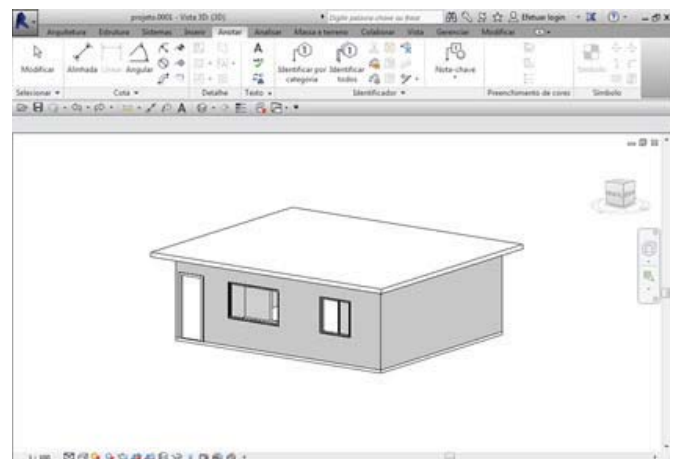 projeto.0001 - Vista 3D: {3D}
Digite palavra-chave ou frase
Efetuar login
Arquitetura Estrutura Sistemas Inserir Anotar Analisar Massa e terreno Colaborar Vista Gerenciar Modificar
Modificar Alinhada Linear Angular A Identificar por categoria Identificar todos Nota-chave Símbolo
Selecionar Cota Detalhe Texto Identificador Preenchimento de cores Símbolo